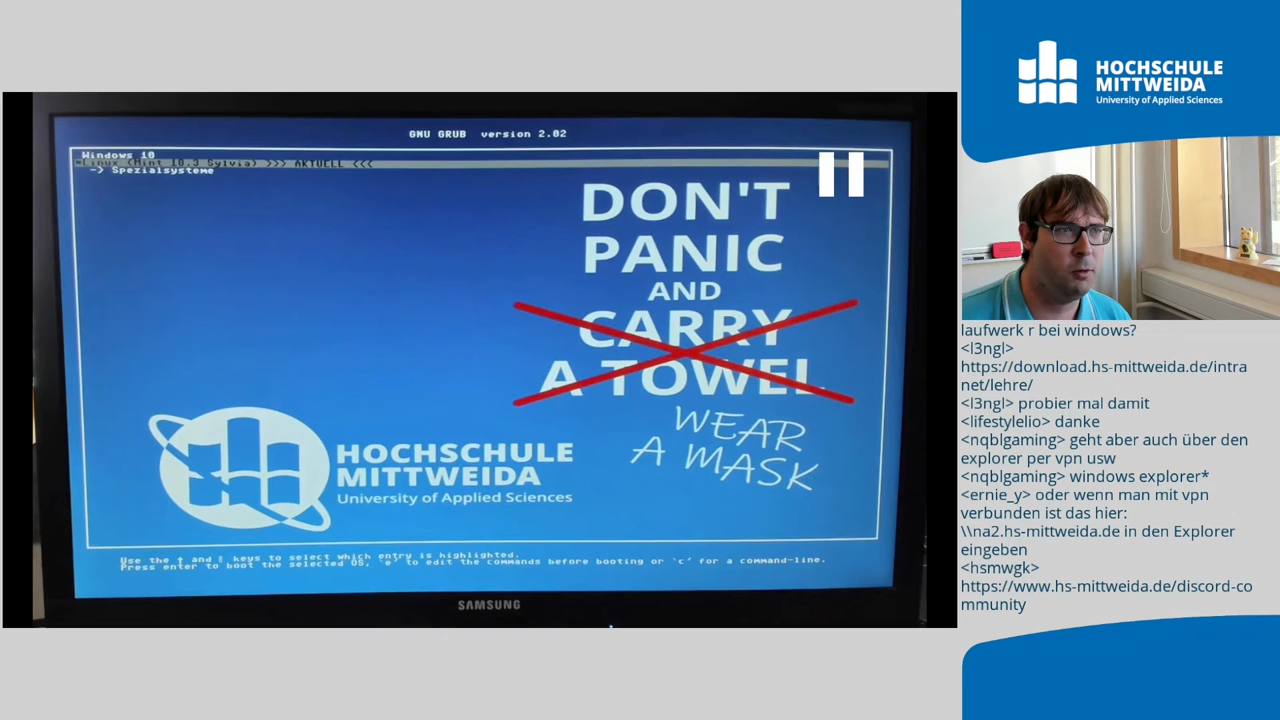 GNU GRUB version 2.02
Windows 10
*Linux (Mint 18.3 Sylvia) >>> AKTUELL <<<
-> Spezialsysteme
DON'T
PANIC
AND
CARRY
A TOWEL
WEAR
A MASK
HOCHSCHULE
MITTWEIDA
University of Applied Sciences
Use the ↑ and ↕ keys to select which entry is highlighted.
Press enter to boot the selected OS, `e' to edit the commands before booting or `c' for a command-line.
SAMSUNG
HOCHSCHULE
MITTWEIDA
University of Applied Sciences
laufwerk r bei windows?
<l3ngl>
https://download.hs-mittweida.de/intra
net/lehre/
<l3ngl> probier mal damit
<lifestylelio> danke
<nqblgaming> geht aber auch über den
explorer per vpn usw
<nqblgaming> windows explorer*
<ernie_y> oder wenn man mit vpn
verbunden ist das hier:
\\na2.hs-mittweida.de in den Explorer
eingeben
<hsmwgk>
https://www.hs-mittweida.de/discord-co
mmunity